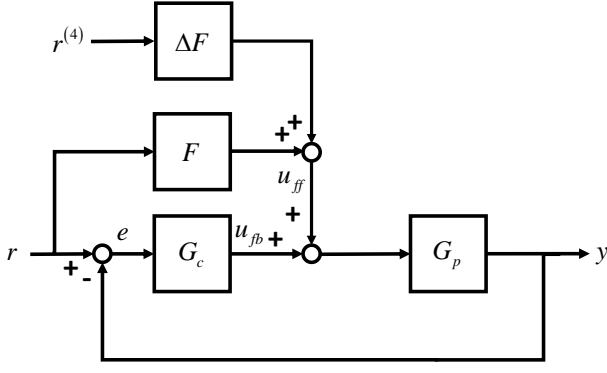 r^(4) ΔF
+ +
F +
u_ff
+
r + - e G_c u_fb + G_p y